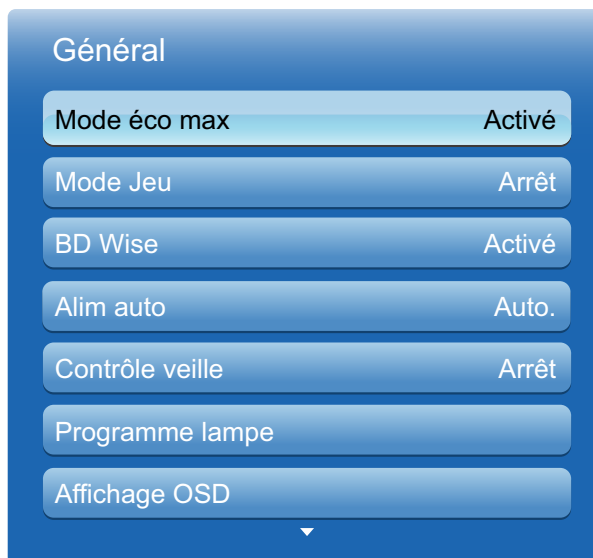 Général
Mode éco max Activé
Mode Jeu Arrêt
BD Wise Activé
Alim auto Auto.
Contrôle veille Arrêt
Programme lampe
Affichage OSD